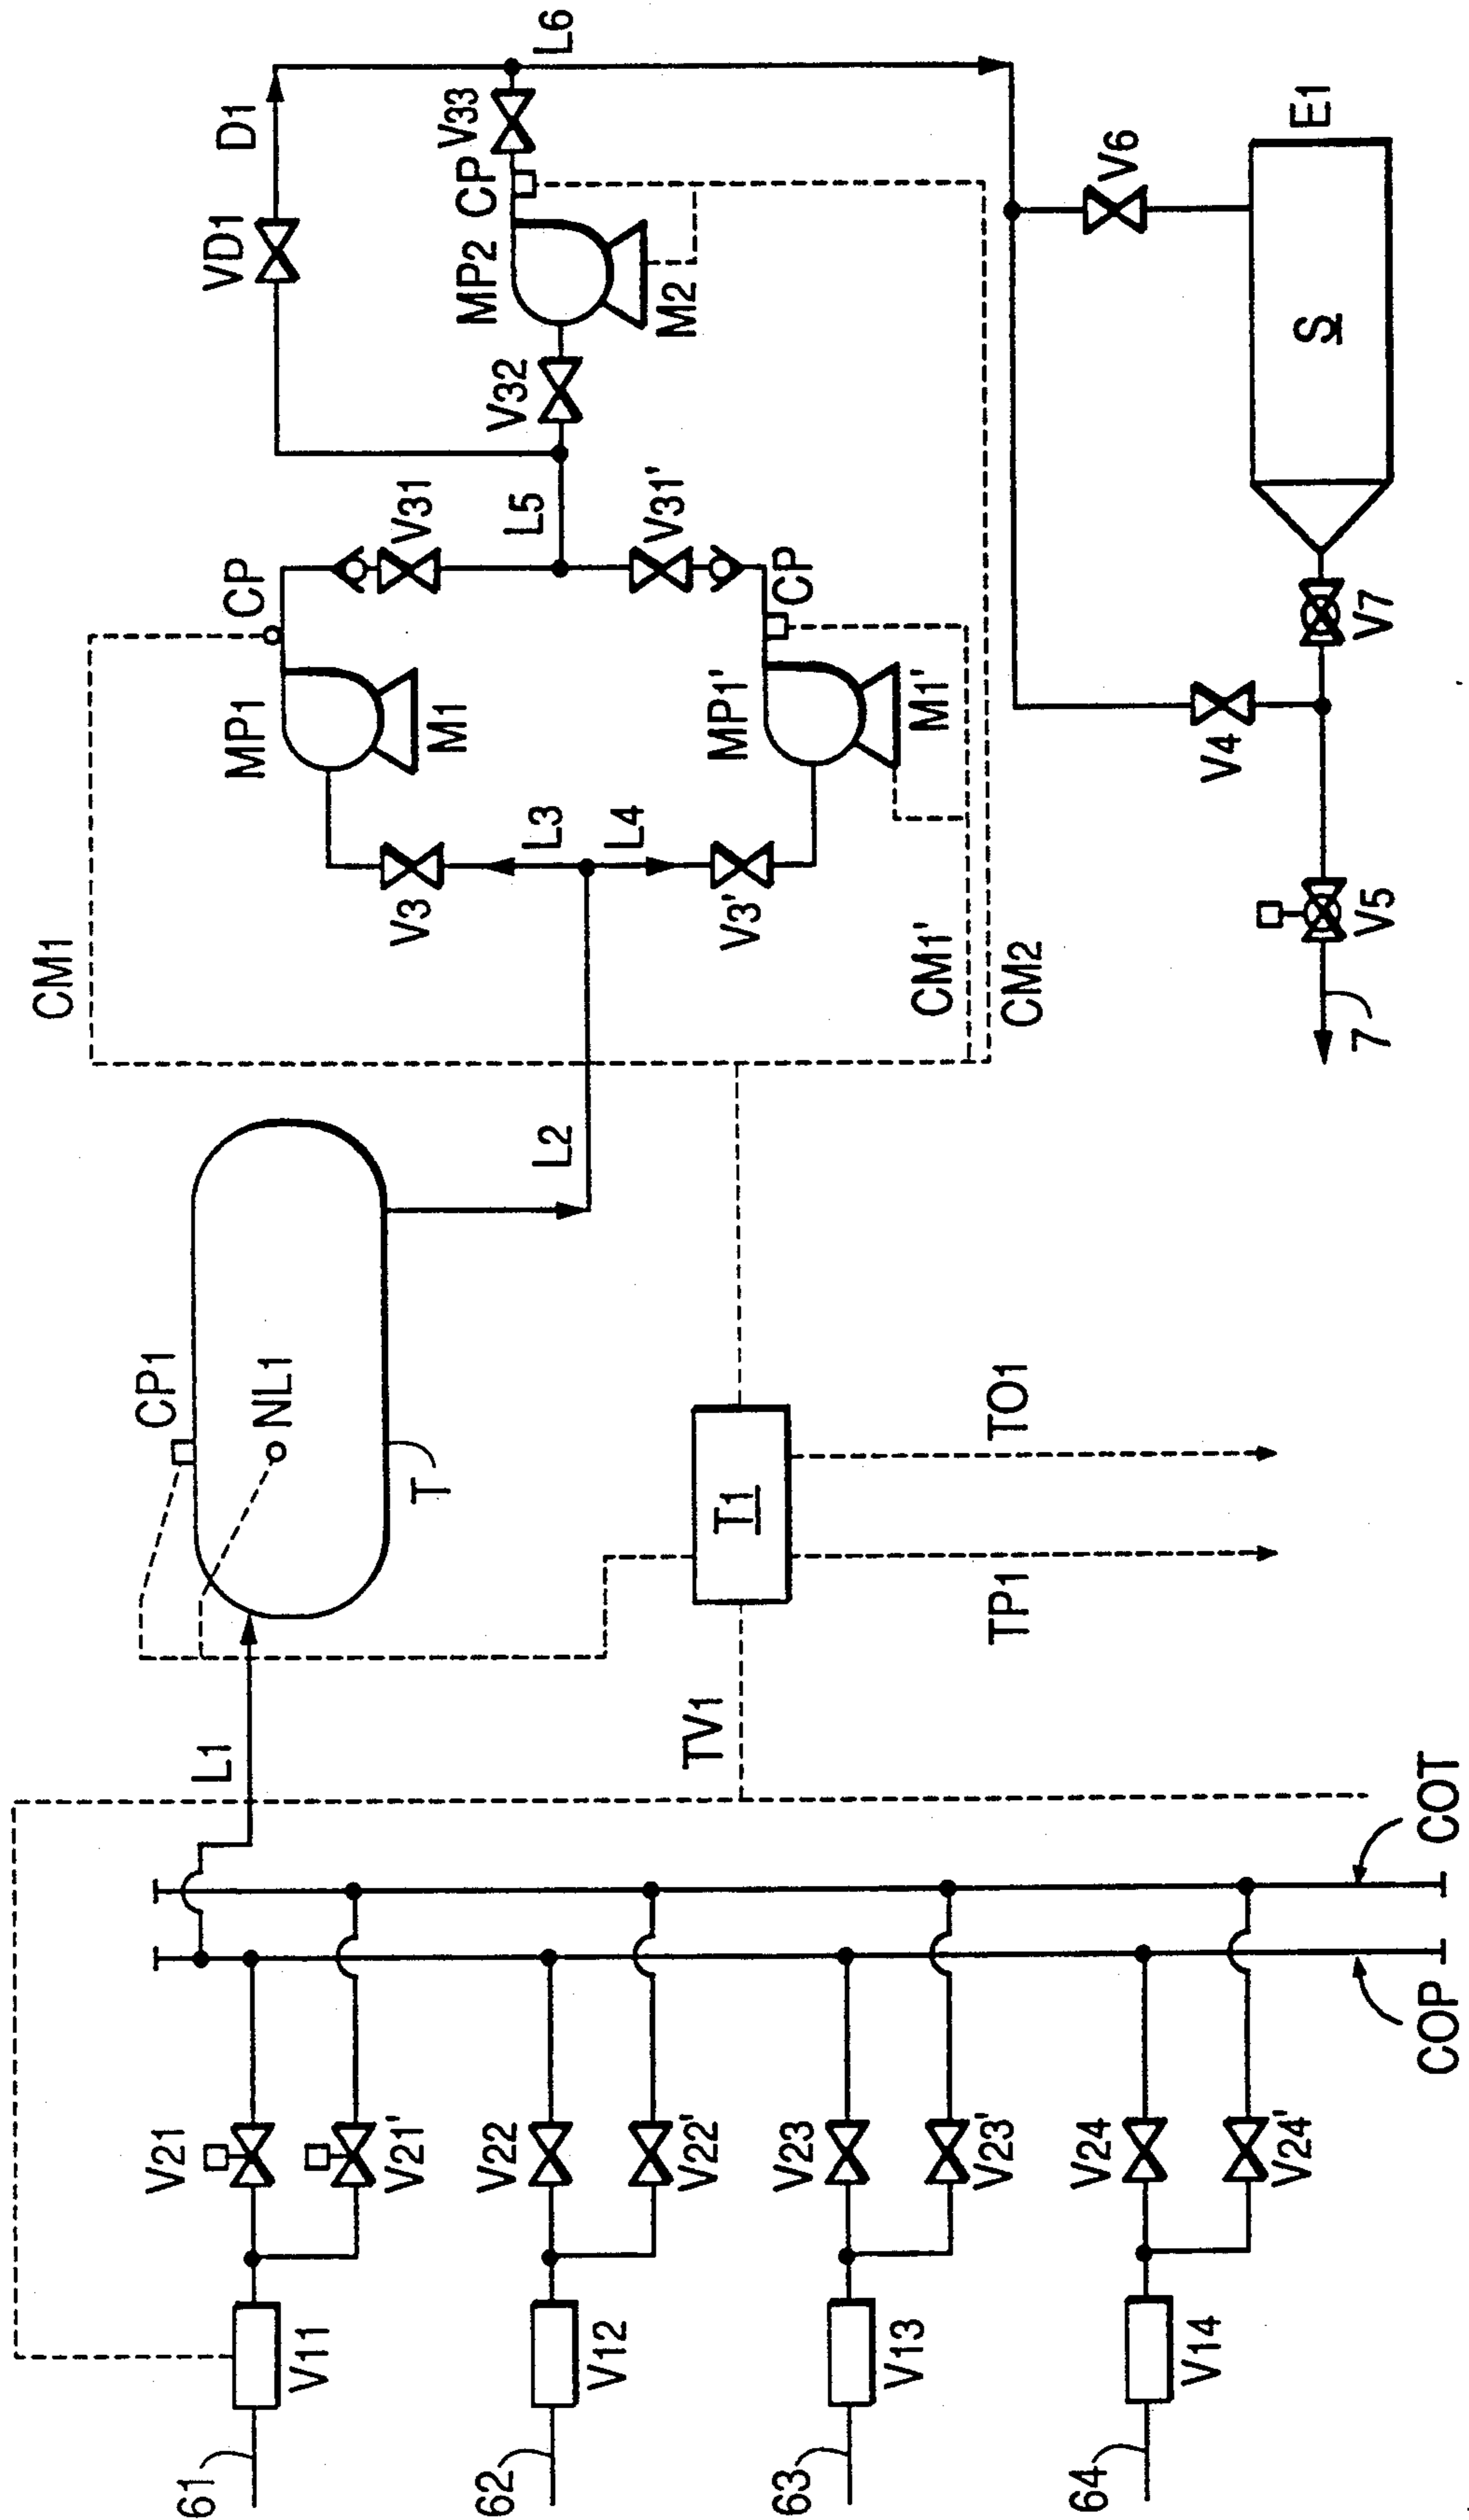 61
V11
V21
V21'
62
V12
V22
V22'
63
V13
V23
V23'
64
V14
V24
V24'
COP
COT
L1
TV1
CP1
NL1
T
T1
TP1
TO1
L2
CM1
CM1'
CM2
V3
V3'
L3
L4
MP1
M1
CP
V31
MP1'
M1'
CP
V31'
L5
V32
MP2
M2
CP
V33
VD1
D1
L6
V6
E1
S
V7
V4
V5
7